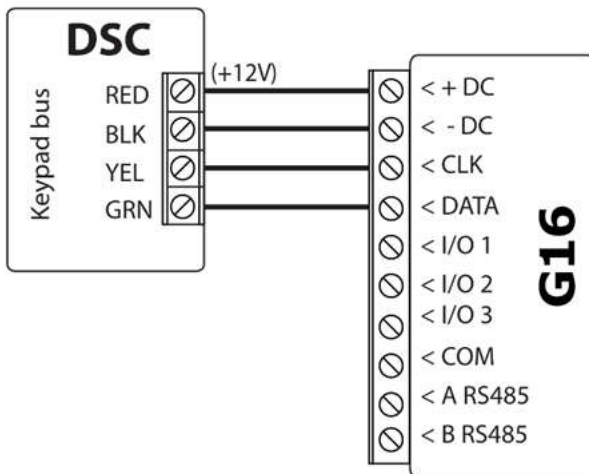 DSC
Keypad bus
RED
BLK
YEL
GRN
(+12V)
< + DC
< - DC
< CLK
< DATA
< I/O 1
< I/O 2
< I/O 3
< COM
< A RS485
< B RS485
G16